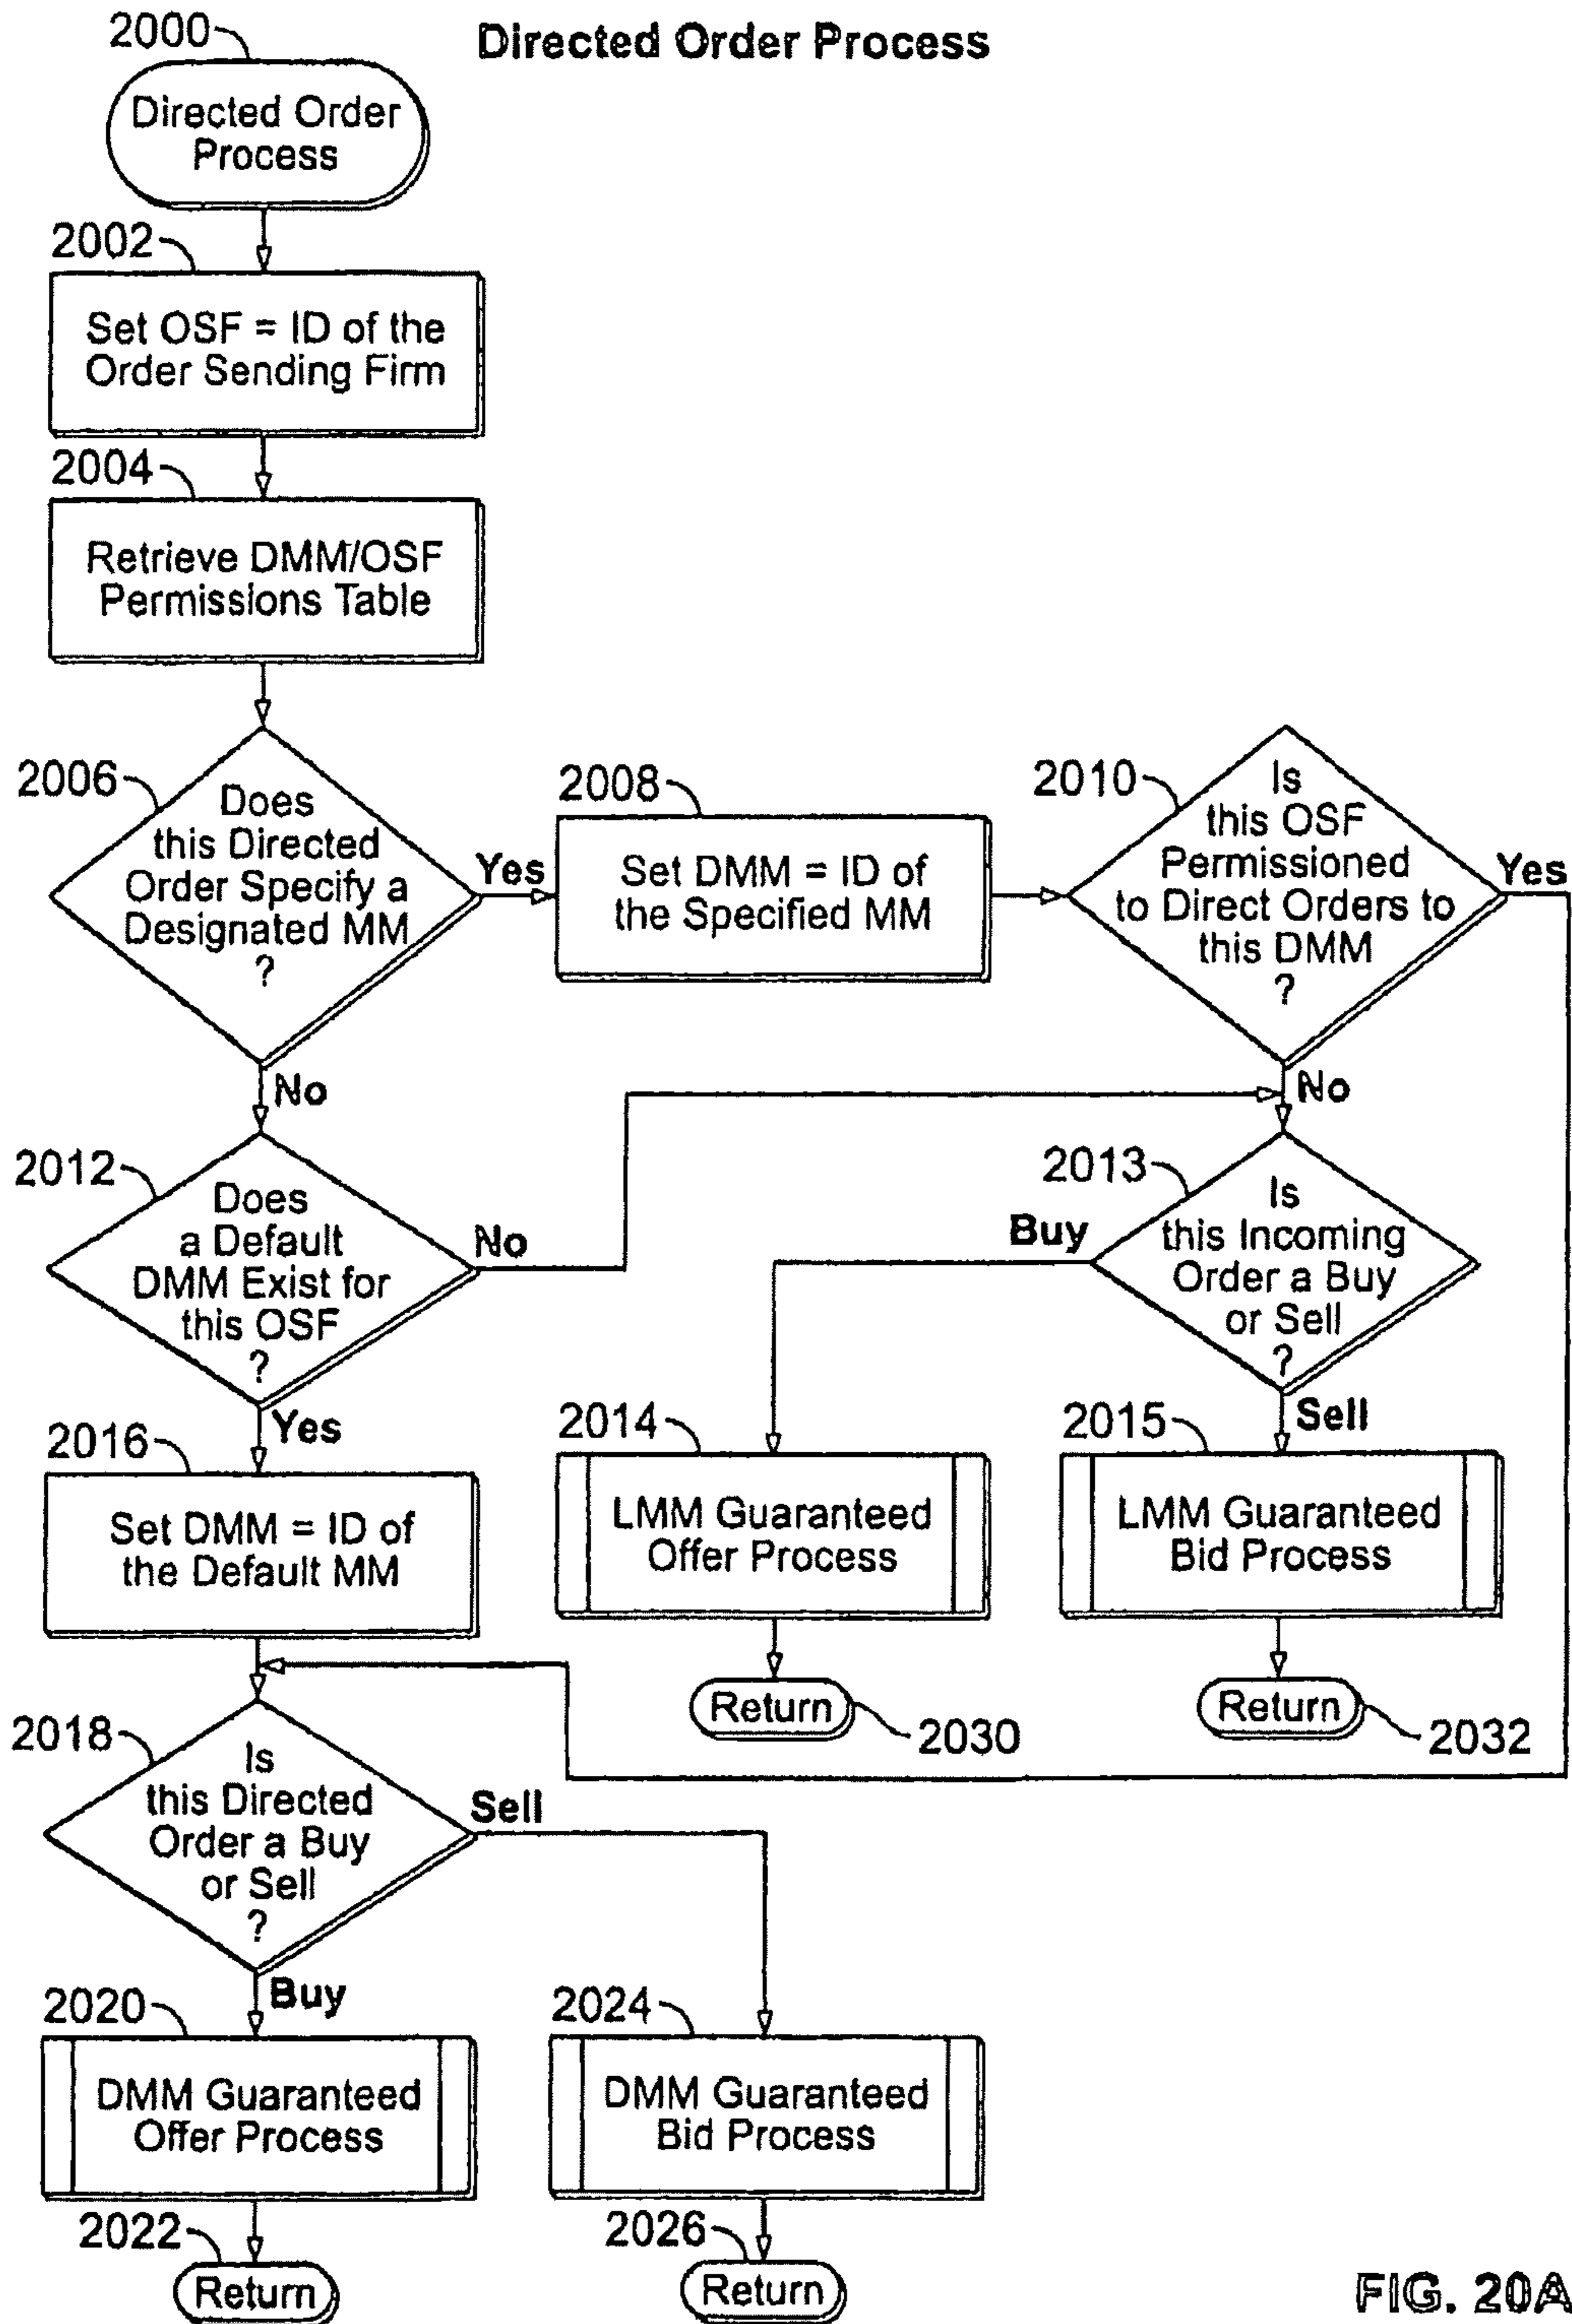 2000
Directed Order Process
Directed Order
Process
2002
Set OSF = ID of the
Order Sending Firm
2004
Retrieve DMM/OSF
Permissions Table
2006
Does
this Directed
Order Specify a
Designated MM
?
Yes
2008
Set DMM = ID of
the Specified MM
2010
Is
this OSF
Permissioned
to Direct Orders to
this DMM
?
Yes
No
No
2012
Does
a Default
DMM Exist for
this OSF
?
No
2013
Is
this Incoming
Order a Buy
or Sell
?
Buy
Sell
Yes
2016
Set DMM = ID of
the Default MM
2014
LMM Guaranteed
Offer Process
2015
LMM Guaranteed
Bid Process
Return
2030
Return
2032
2018
Is
this Directed
Order a Buy
or Sell
?
Sell
Buy
2020
DMM Guaranteed
Offer Process
2024
DMM Guaranteed
Bid Process
2022
Return
2026
Return
FIG. 20A